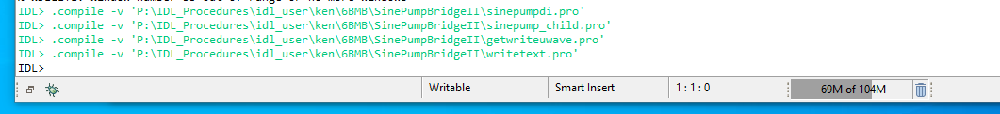 IDL> .compile -v 'P:\IDL_Procedures\idl_user\ken\6BMB\SinePumpBridgeII\sinepumpdi.pro'
IDL> .compile -v 'P:\IDL_Procedures\idl_user\ken\6BMB\SinePumpBridgeII\sinepump_child.pro'
IDL> .compile -v 'P:\IDL_Procedures\idl_user\ken\6BMB\SinePumpBridgeII\getwriteuwave.pro'
IDL> .compile -v 'P:\IDL_Procedures\idl_user\ken\6BMB\SinePumpBridgeII\writetext.pro'
IDL>
Writable Smart Insert 1 : 1 : 0 69M of 104M